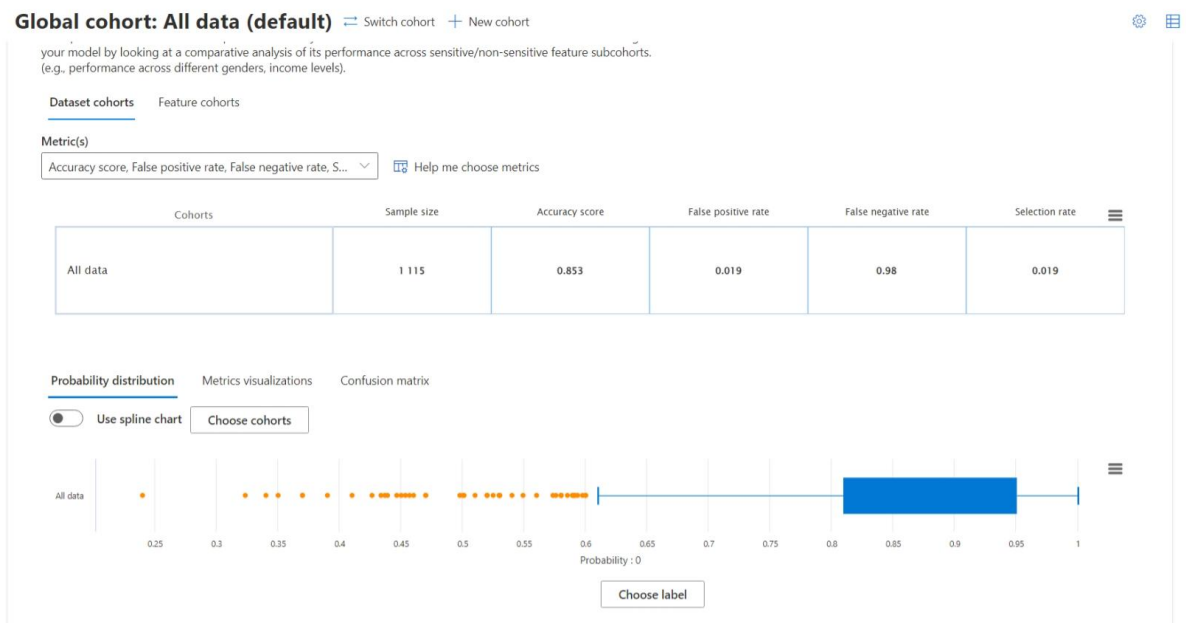 Global cohort: All data (default) Switch cohort New cohort
your model by looking at a comparative analysis of its performance across sensitive/non-sensitive feature subcohorts.
(e.g., performance across different genders, income levels).
Dataset cohorts Feature cohorts
Metric(s)
Accuracy score, False positive rate, False negative rate, S... Help me choose metrics
Cohorts Sample size Accuracy score False positive rate False negative rate Selection rate
All data 1 115 0.853 0.019 0.98 0.019
Probability distribution Metrics visualizations Confusion matrix
Use spline chart Choose cohorts
All data
0.25 0.3 0.35 0.4 0.45 0.5 0.55 0.6 0.65 0.7 0.75 0.8 0.85 0.9 0.95 1
Probability : 0
Choose label